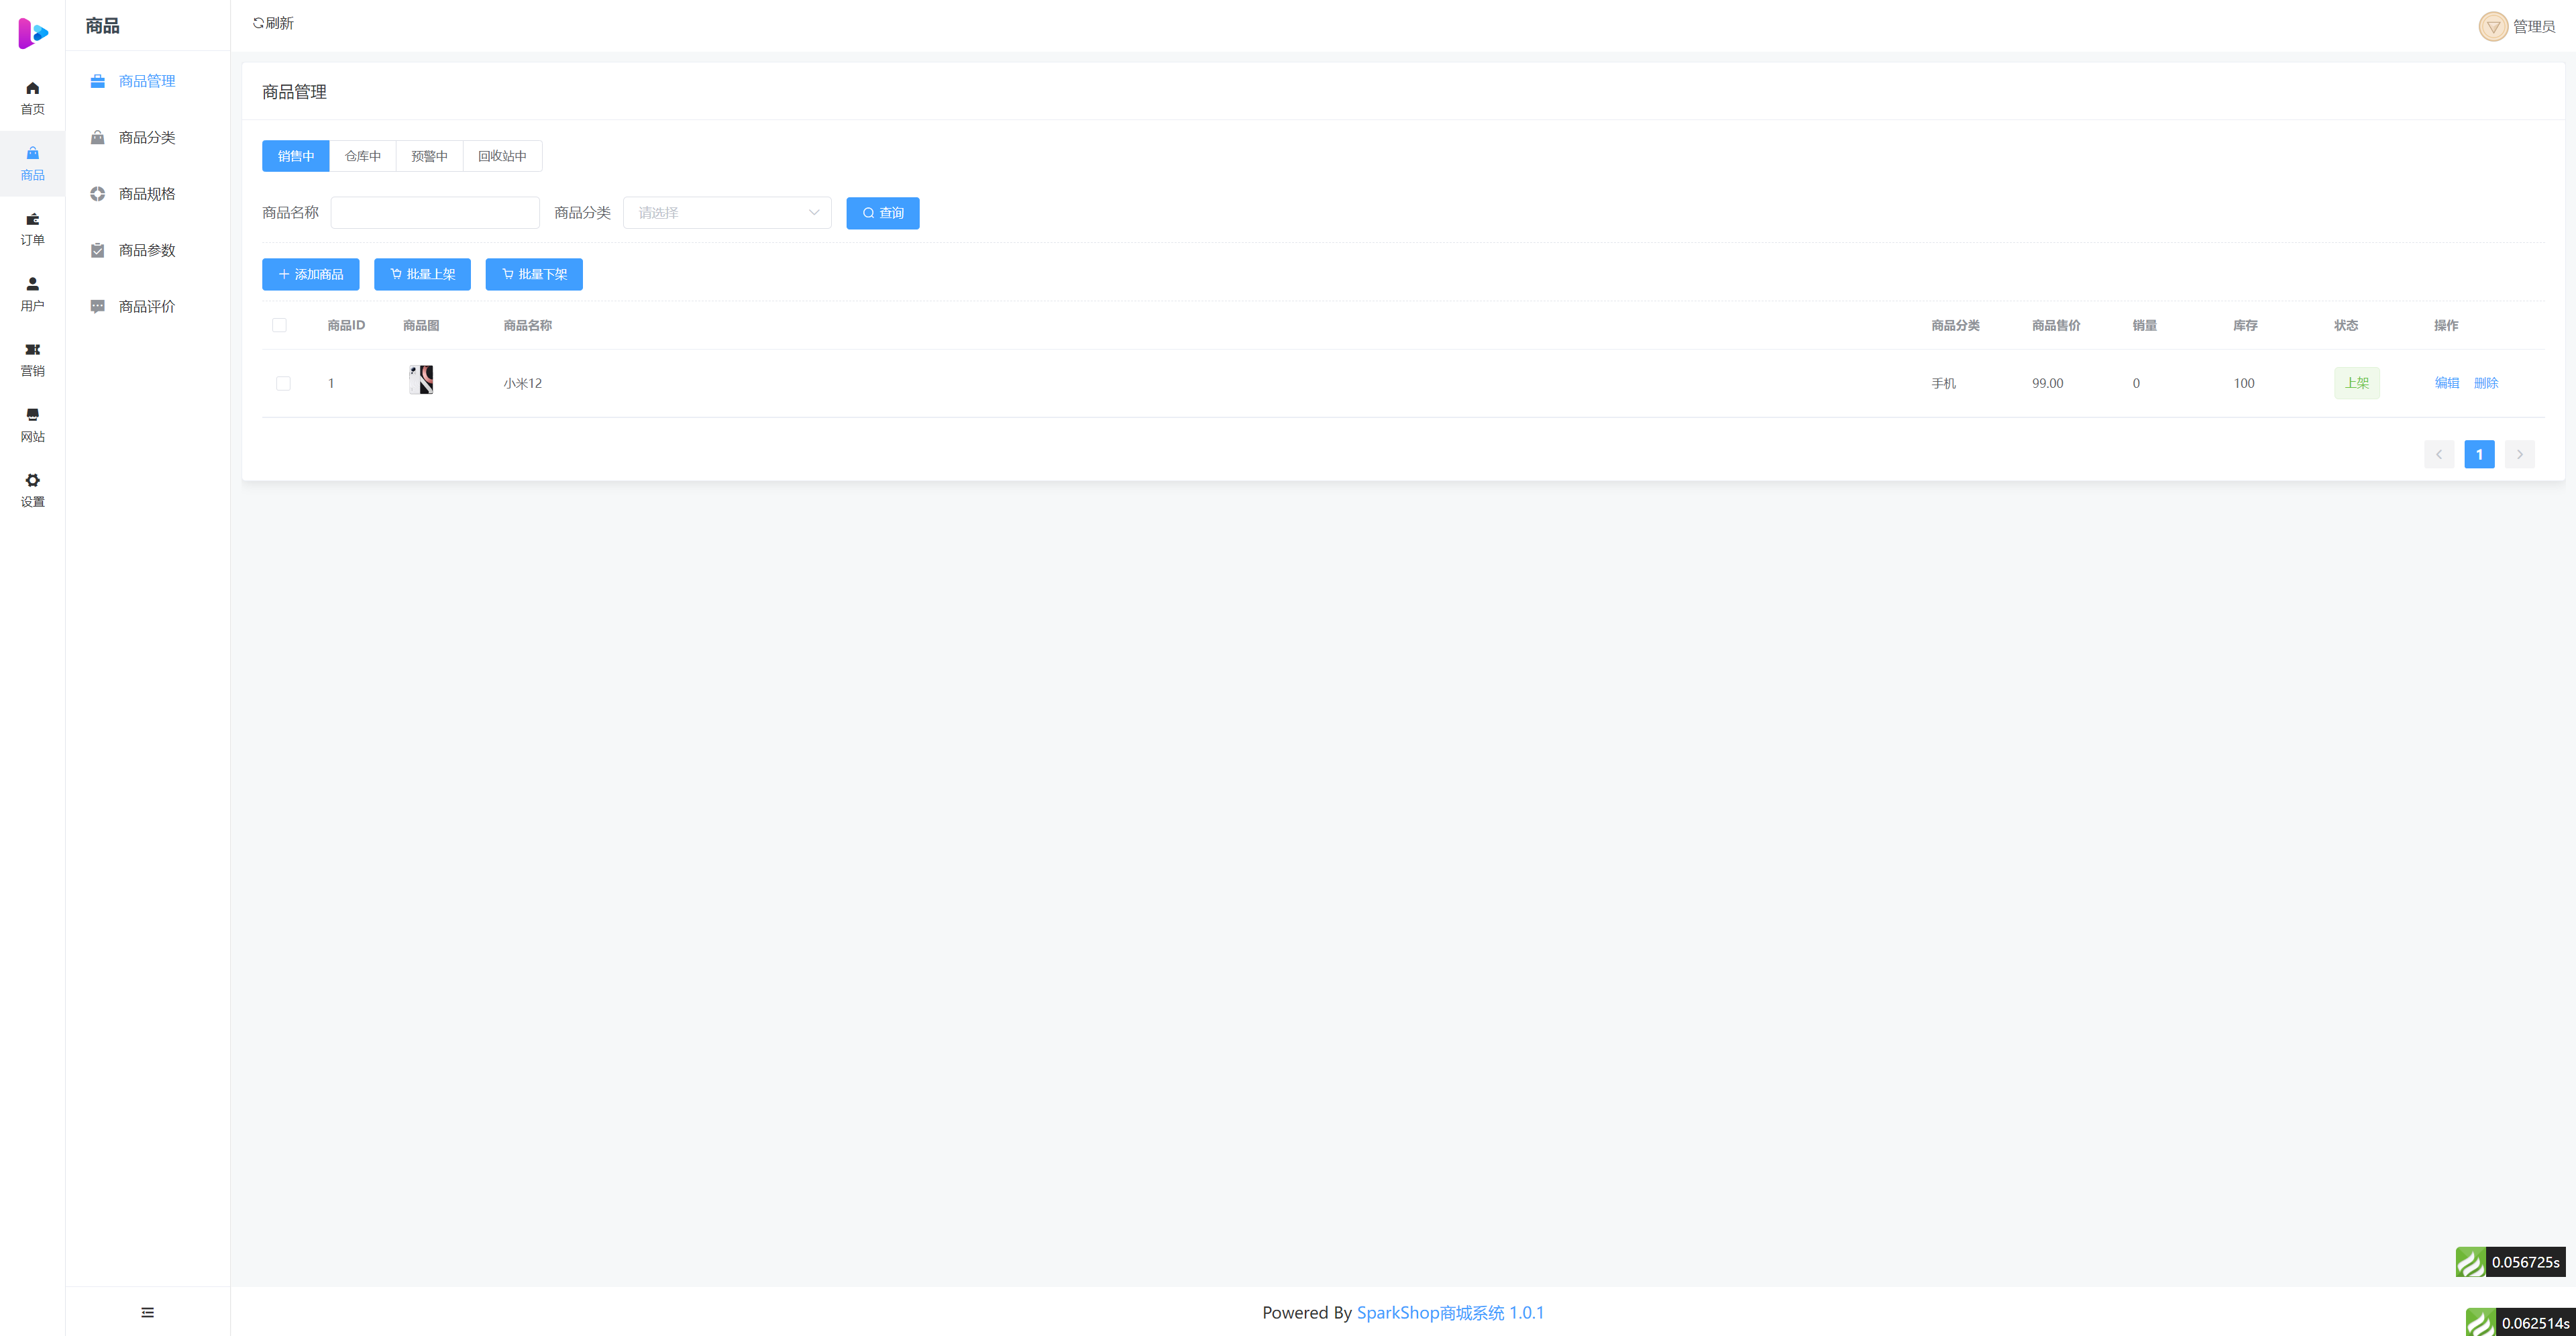 商品
刷新
管理员
首页
商品
订单
用户
营销
网站
设置
商品管理
商品分类
商品规格
商品参数
商品评价
商品管理
销售中 仓库中 预警中 回收站中
商品名称 商品分类 请选择 查询
添加商品 批量上架 批量下架
商品ID 商品图 商品名称 商品分类 商品售价 销量 库存 状态 操作
1 小米12 手机 99.00 0 100 上架 编辑 删除
1
0.056725s
Powered By SparkShop商城系统 1.0.1
0.062514s